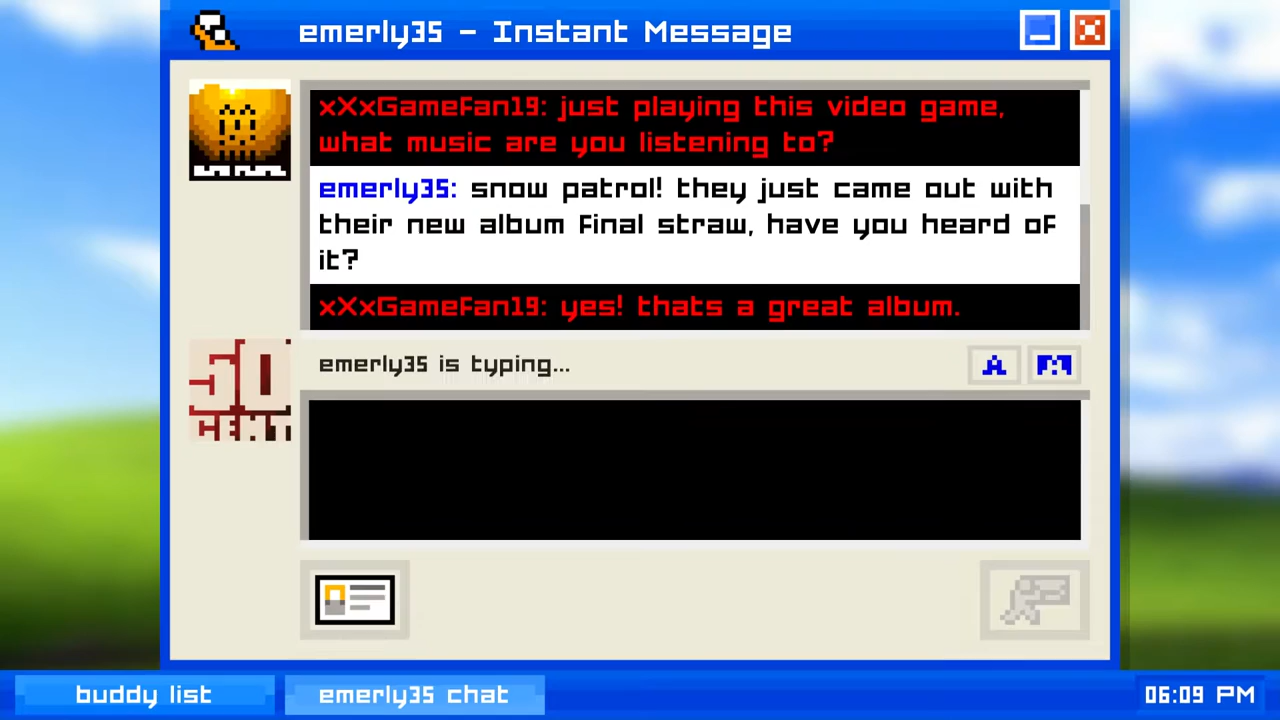 emerly35 - Instant Message
xXxGameFan19: just playing this video game,
what music are you listening to?
emerly35: snow patrol! they just came out with
their new album final straw, have you heard of
it?
xXxGameFan19: yes! thats a great album.
50
CENT
emerly35 is typing...
A
buddy list
emerly35 chat
06:09 PM